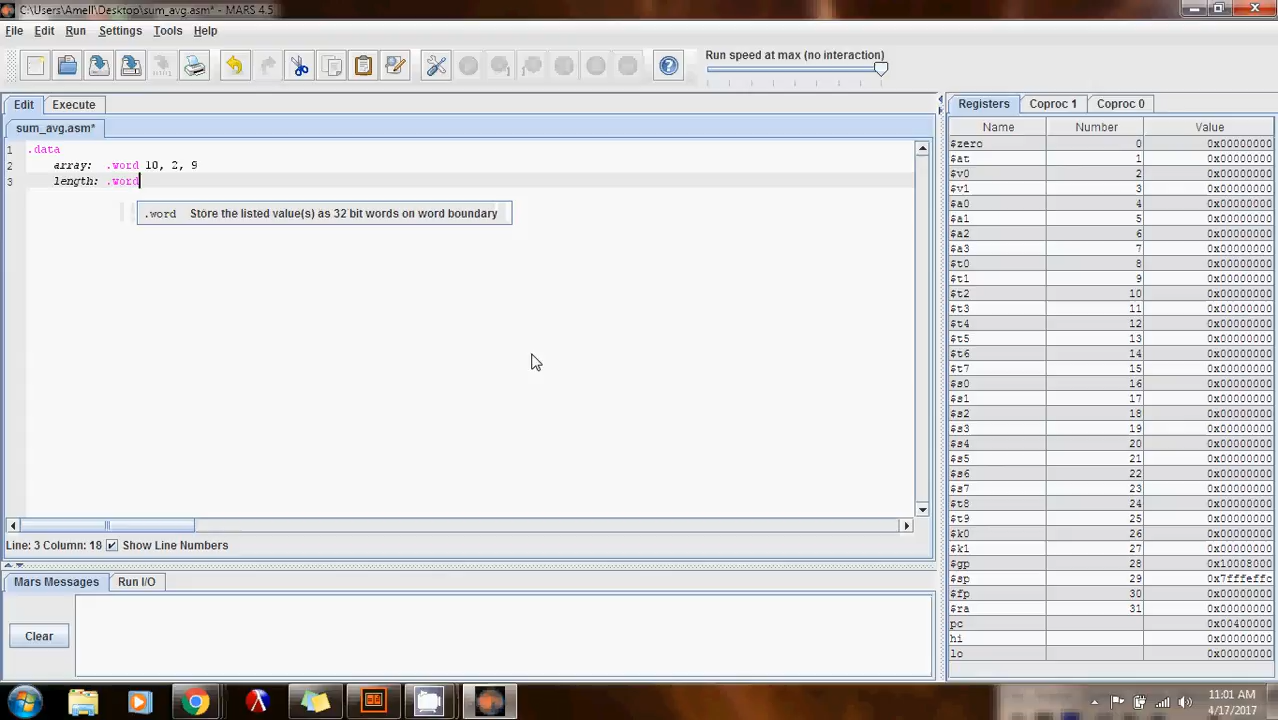 C:\Users\Amell\Desktop\sum_avg.asm* - MARS 4.5
File Edit Run Settings Tools Help
Run speed at max (no interaction)
Edit Execute
sum_avg.asm*
1 .data
2 array: .word 10, 2, 9
3 length: .word
.word Store the listed value(s) as 32 bit words on word boundary
Line: 3 Column: 18 Show Line Numbers
Mars Messages Run I/O
Clear
Registers Coproc 1 Coproc 0
Name Number Value
$zero 0 0x00000000
$at 1 0x00000000
$v0 2 0x00000000
$v1 3 0x00000000
$a0 4 0x00000000
$a1 5 0x00000000
$a2 6 0x00000000
$a3 7 0x00000000
$t0 8 0x00000000
$t1 9 0x00000000
$t2 10 0x00000000
$t3 11 0x00000000
$t4 12 0x00000000
$t5 13 0x00000000
$t6 14 0x00000000
$t7 15 0x00000000
$s0 16 0x00000000
$s1 17 0x00000000
$s2 18 0x00000000
$s3 19 0x00000000
$s4 20 0x00000000
$s5 21 0x00000000
$s6 22 0x00000000
$s7 23 0x00000000
$t8 24 0x00000000
$t9 25 0x00000000
$k0 26 0x00000000
$k1 27 0x00000000
$gp 28 0x10008000
$sp 29 0x7fffeffc
$fp 30 0x00000000
$ra 31 0x00000000
pc 0x00400000
hi 0x00000000
lo 0x00000000
11:01 AM
4/17/2017